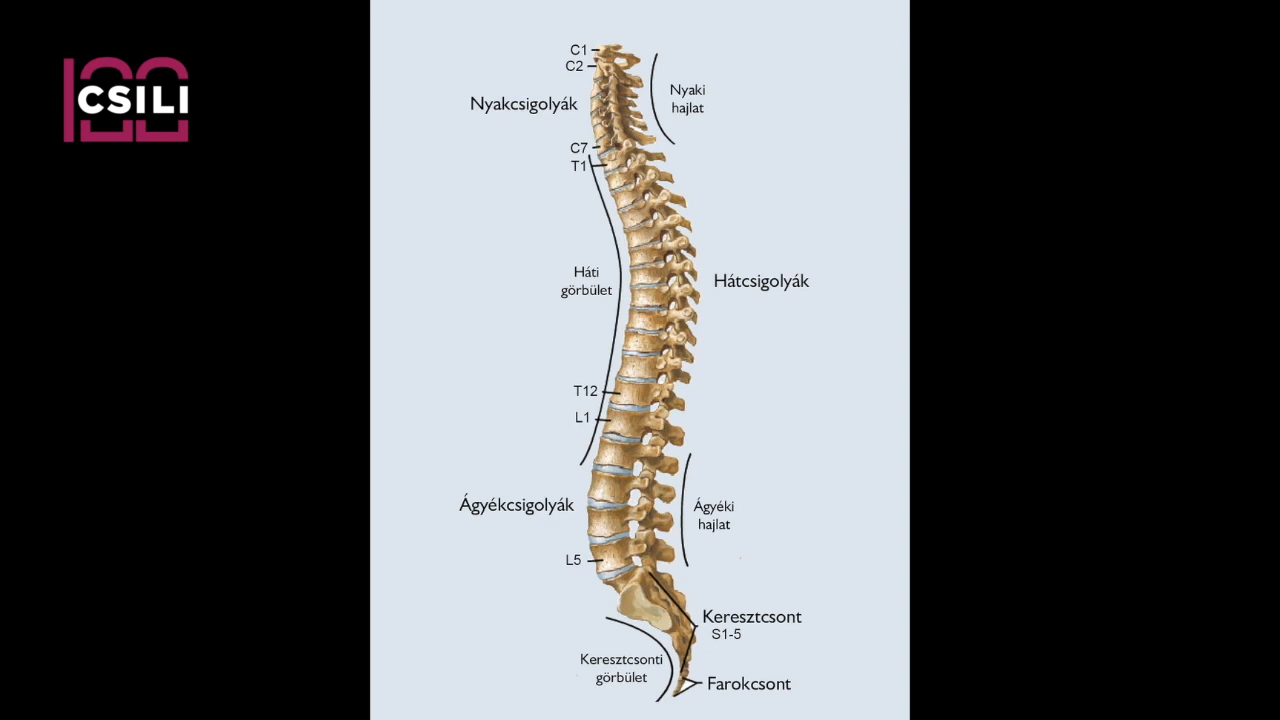 100
CSILI
C1
C2
Nyakcsigolyák
Nyaki
hajlat
C7
T1
Háti
görbület
Hátcsigolyák
T12
L1
Ágyékcsigolyák
Ágyéki
hajlat
L5
Keresztcsont
S1-5
Keresztcsonti
görbület
Farokcsont